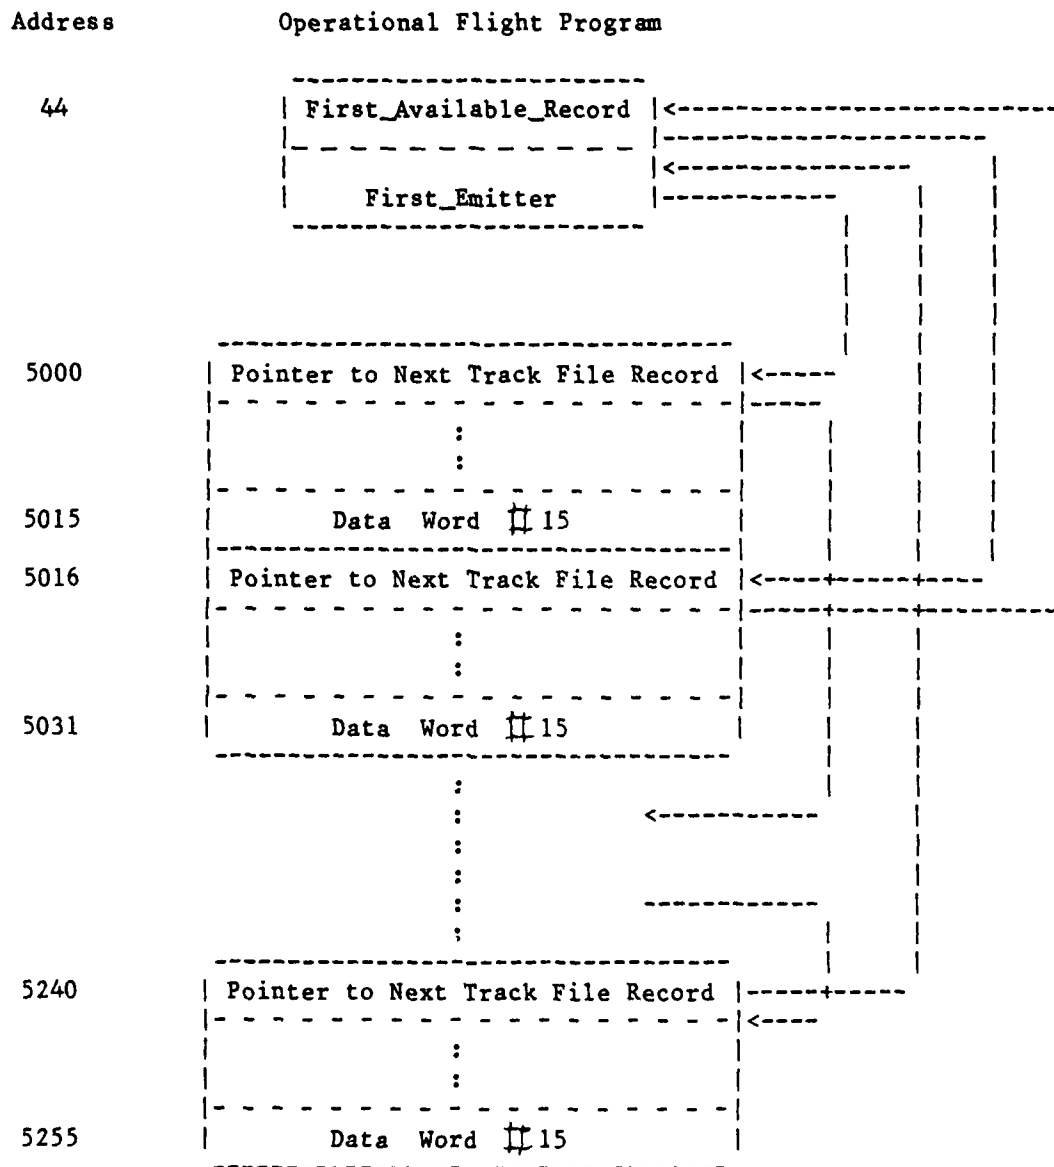 Address Operational Flight Program
44 First_Available_Record
First_Emitter
5000 Pointer to Next Track File Record
5015 Data Word #15
5016 Pointer to Next Track File Record
5031 Data Word #15
5240 Pointer to Next Track File Record
5255 Data Word #15